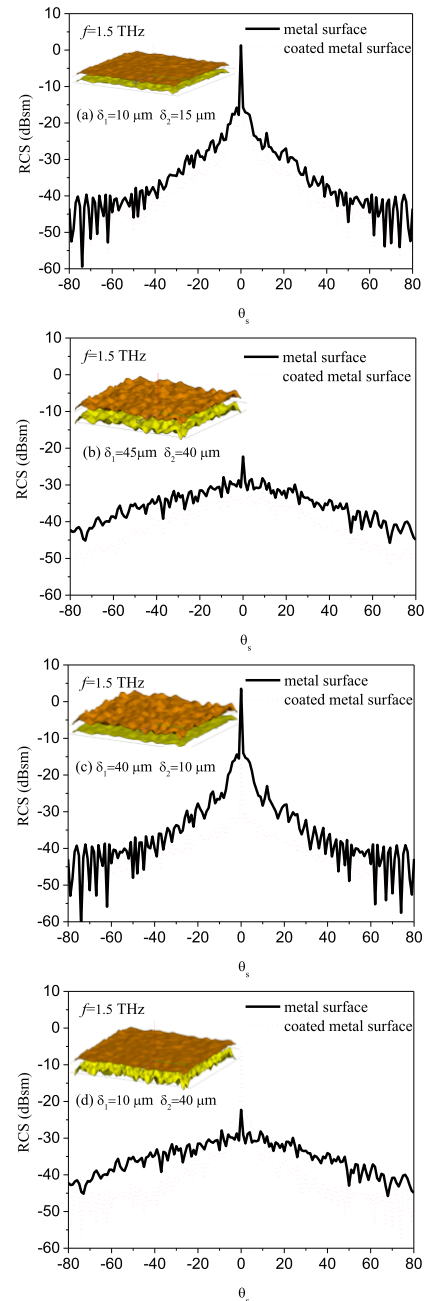 10
0
-10
-20
-30
-40
-50
-60
RCS (dBsm)
f=1.5 THz
metal surface
coated metal surface
(a) δ1=10 μm δ2=15 μm
-80 -60 -40 -20 0 20 40 60 80
θs
10
0
-10
-20
-30
-40
-50
-60
RCS (dBsm)
f=1.5 THz
metal surface
coated metal surface
(b) δ1=45μm δ2=40 μm
-80 -60 -40 -20 0 20 40 60 80
θs
10
0
-10
-20
-30
-40
-50
-60
RCS (dBsm)
f=1.5 THz
metal surface
coated metal surface
(c) δ1=40 μm δ2=10 μm
-80 -60 -40 -20 0 20 40 60 80
θs
10
0
-10
-20
-30
-40
-50
-60
RCS (dBsm)
f=1.5 THz
metal surface
coated metal surface
(d) δ1=10 μm δ2=40 μm
-80 -60 -40 -20 0 20 40 60 80
θs